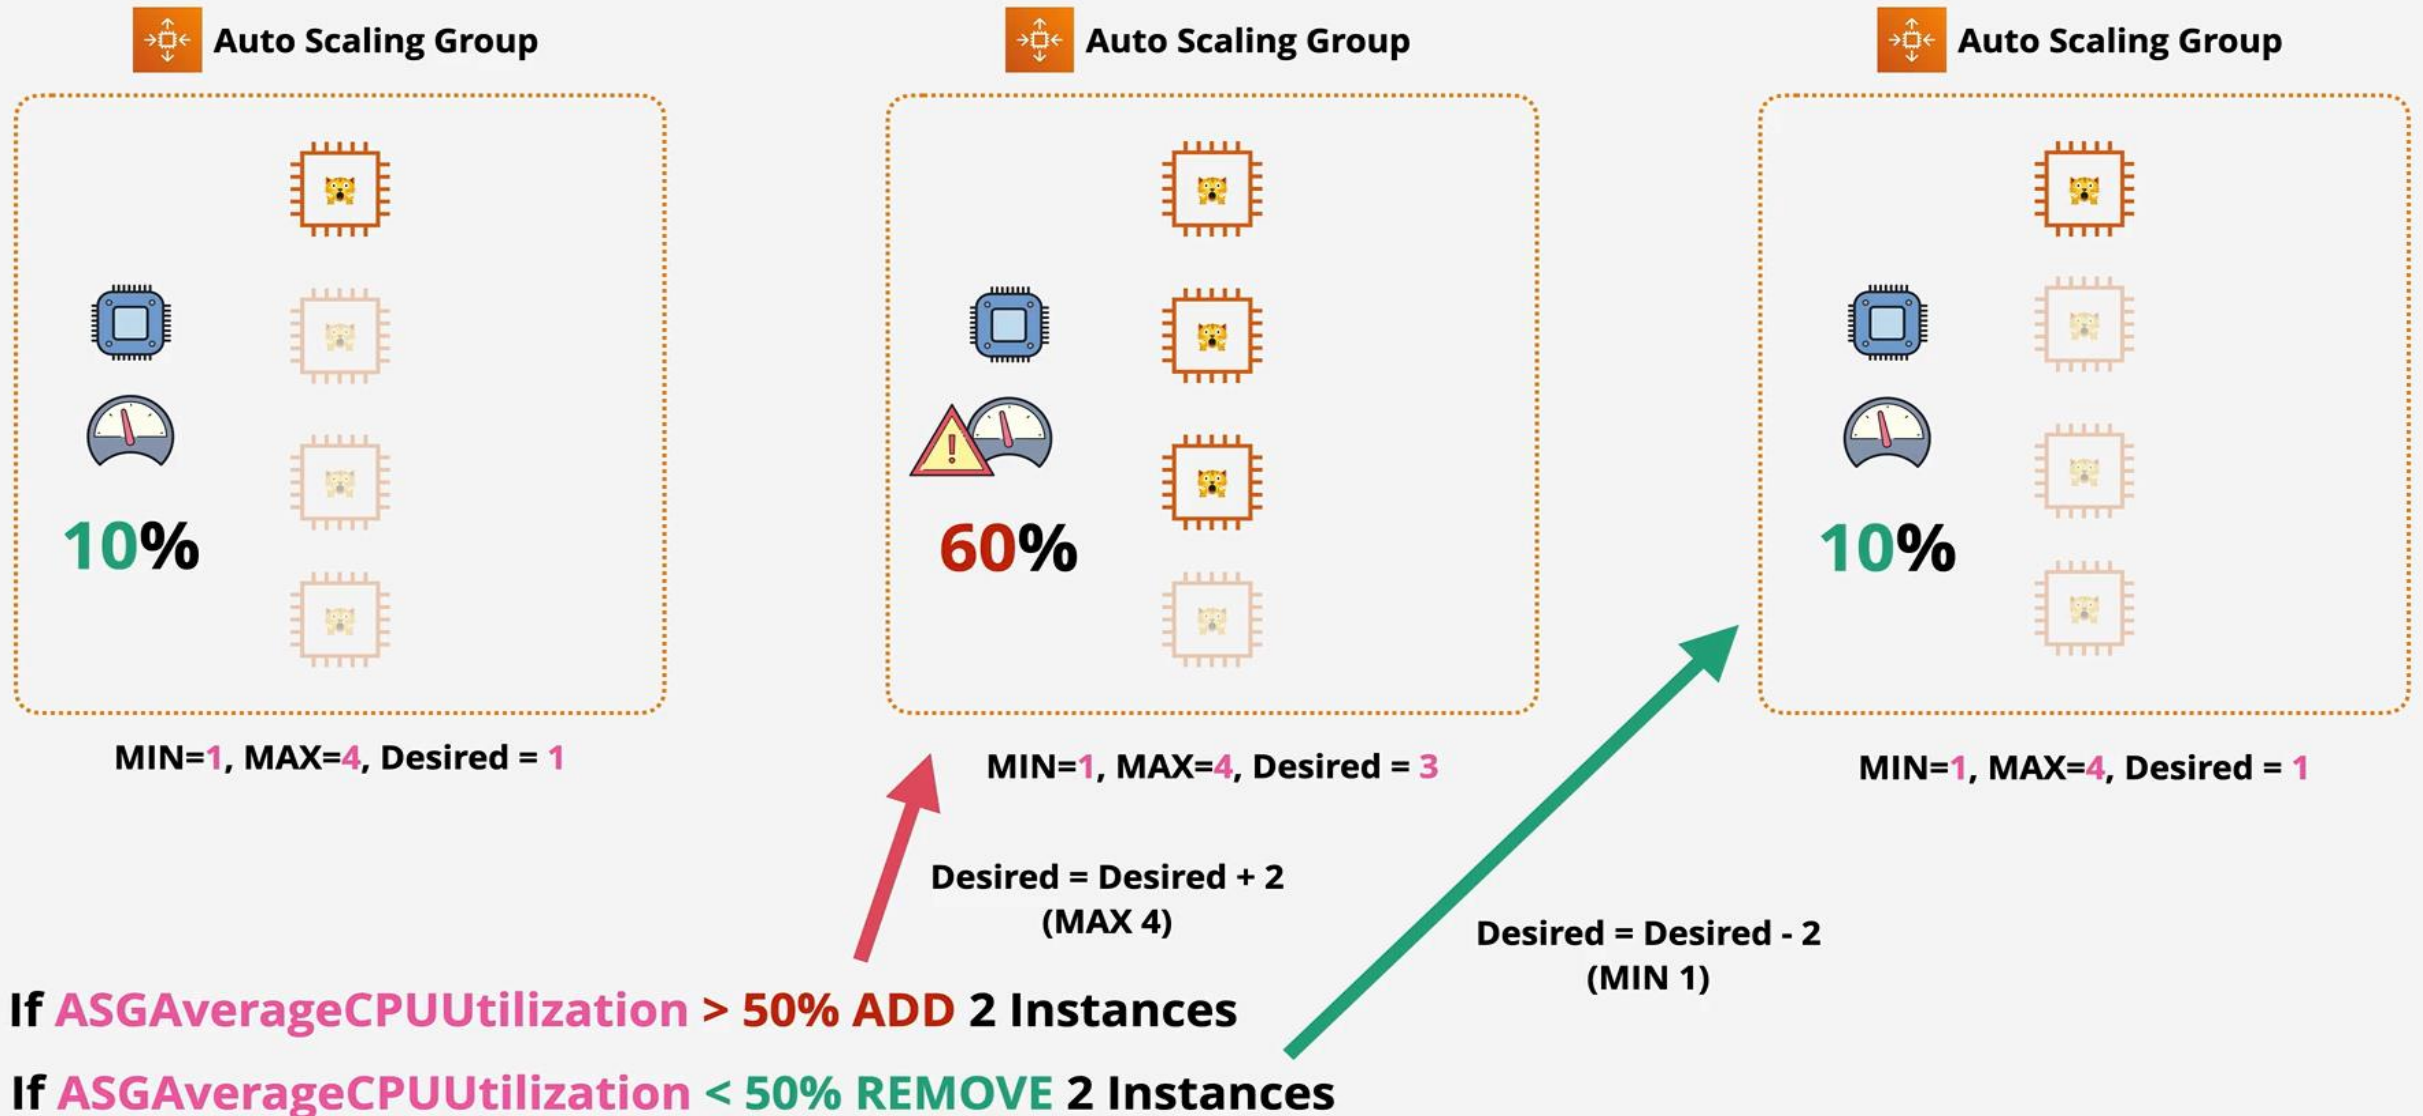 Auto Scaling Group
Auto Scaling Group
Auto Scaling Group
10%
60%
10%
MIN=1, MAX=4, Desired = 1
MIN=1, MAX=4, Desired = 3
MIN=1, MAX=4, Desired = 1
Desired = Desired + 2
(MAX 4)
Desired = Desired - 2
(MIN 1)
If ASGAverageCPUUtilization > 50% ADD 2 Instances
If ASGAverageCPUUtilization < 50% REMOVE 2 Instances